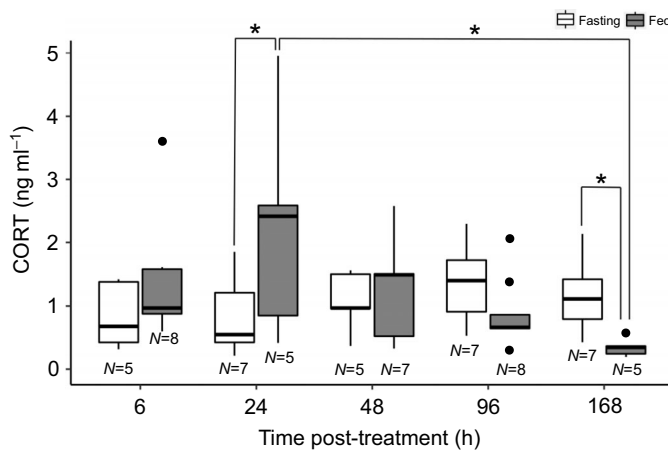 Fasting Fed
CORT (ng ml⁻¹)
5
4
3
2
1
0
* * *
N=5 N=8 N=7 N=5 N=5 N=7 N=7 N=8 N=7 N=5
6 24 48 96 168
Time post-treatment (h)